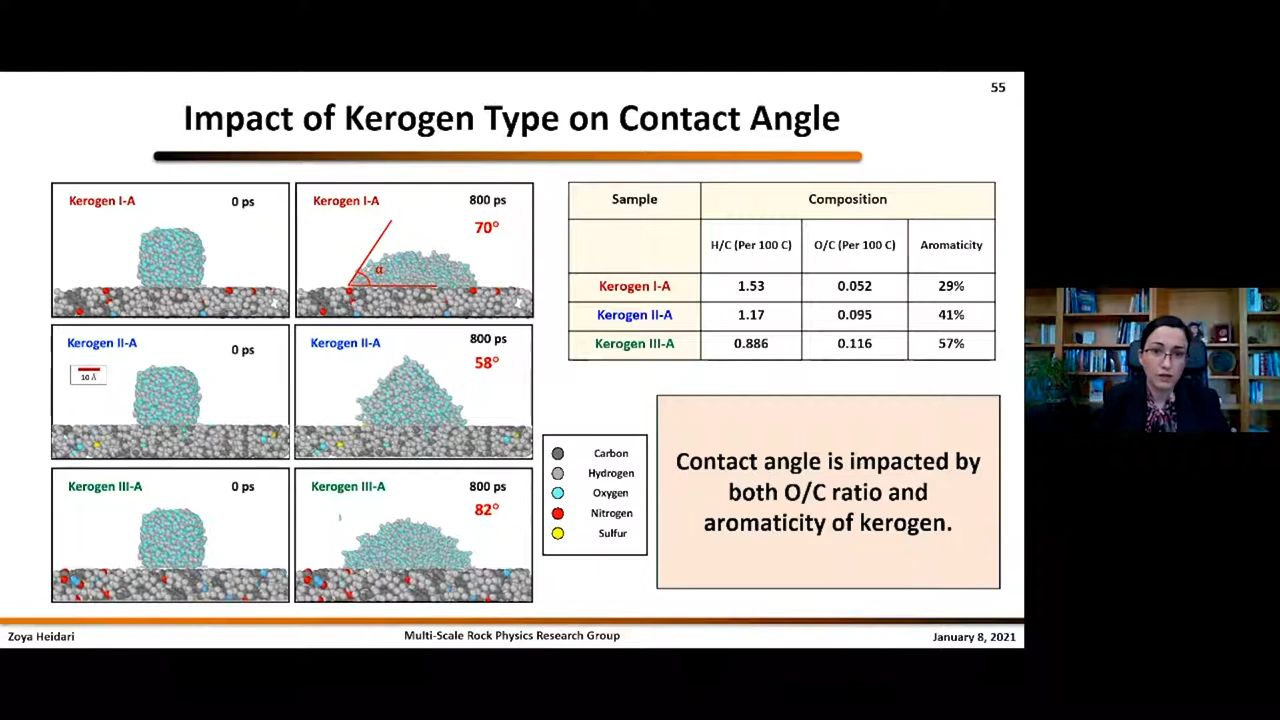 55
Impact of Kerogen Type on Contact Angle
Kerogen I-A
0 ps
Kerogen I-A
800 ps
70°
α
Kerogen II-A
0 ps
10 Å
Kerogen II-A
800 ps
58°
Kerogen III-A
0 ps
Kerogen III-A
800 ps
82°
Carbon
Hydrogen
Oxygen
Nitrogen
Sulfur
Sample
Composition
H/C (Per 100 C)
O/C (Per 100 C)
Aromaticity
Kerogen I-A
1.53
0.052
29%
Kerogen II-A
1.17
0.095
41%
Kerogen III-A
0.886
0.116
57%
Contact angle is impacted by
both O/C ratio and
aromaticity of kerogen.
Zoya Heidari
Multi-Scale Rock Physics Research Group
January 8, 2021